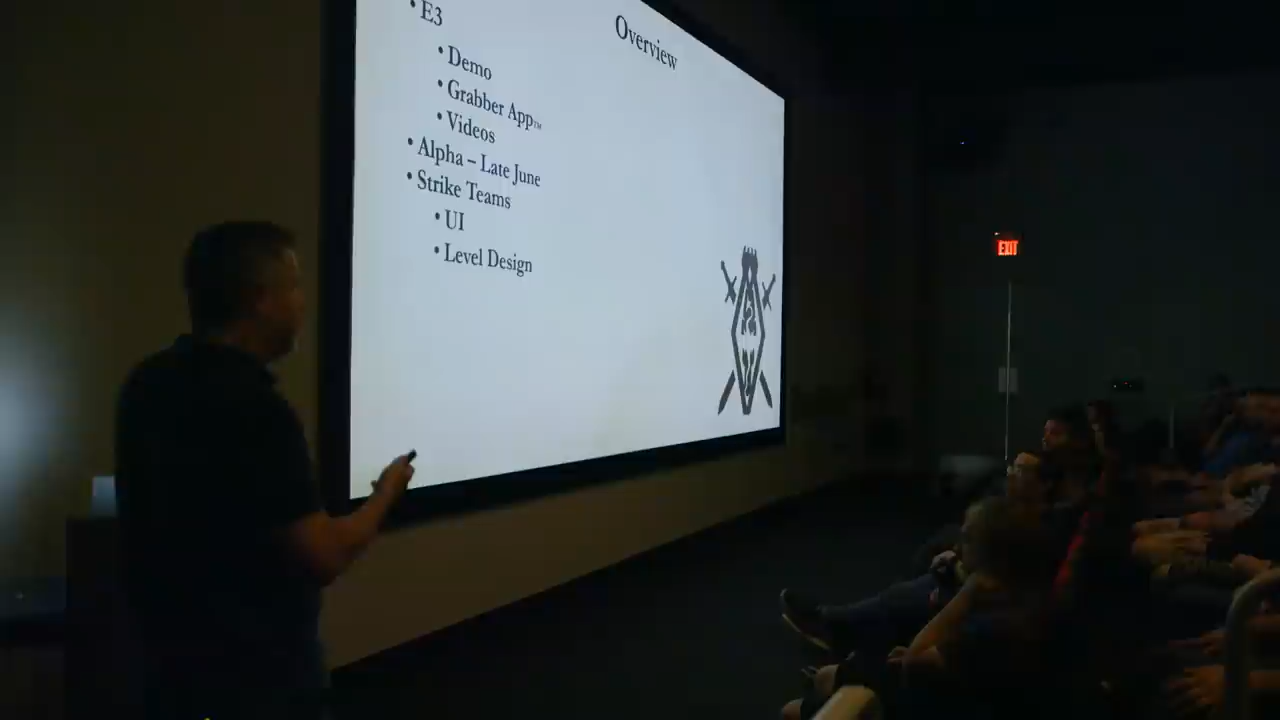 Overview
• E3
• Demo
• Grabber App™
• Videos
• Alpha – Late June
• Strike Teams
• UI
• Level Design
EXIT